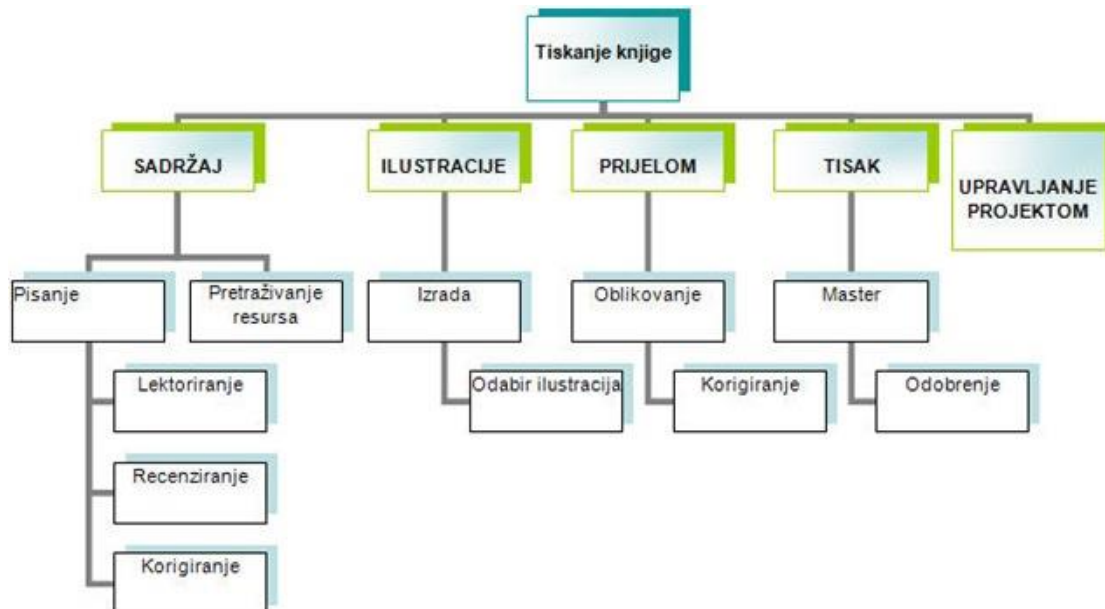 Tiskanje knjige
SADRŽAJ
ILUSTRACIJE
PRIJELOM
TISAK
UPRAVLJANJE
PROJEKTOM
Pisanje
Pretraživanje
resursa
Izrada
Oblikovanje
Master
Lektoriranje
Odabir ilustracija
Korigiranje
Odobrenje
Recenziranje
Korigiranje